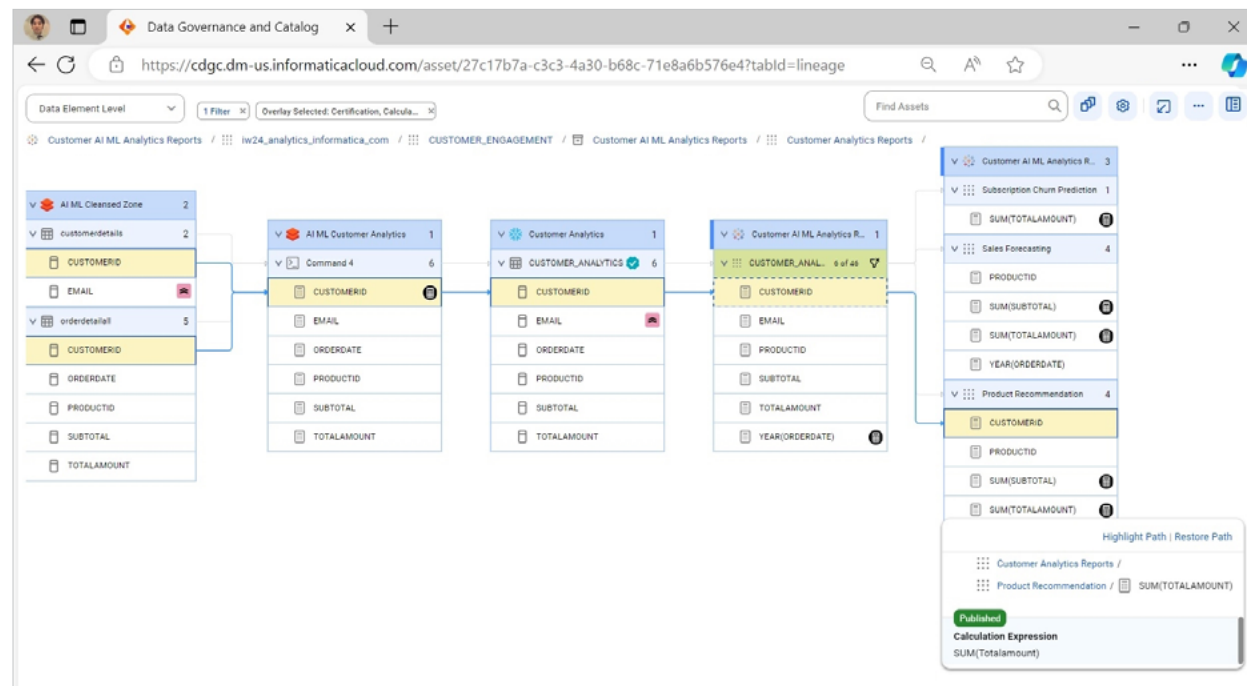 Data Governance and Catalog
https://cdgc.dm-us.informaticacloud.com/asset/27c17b7a-c3c3-4a30-b68c-71e8a6b576e4?tabId=lineage
Data Element Level
1 Filter
Overlay Selected: Certification, Calcula...
Find Assets
Customer AI ML Analytics Reports / iw24_analytics_informatica_com / CUSTOMER_ENGAGEMENT / Customer AI ML Analytics Reports / Customer Analytics Reports /
AI ML Cleansed Zone 2
customerdetails 2
CUSTOMERID
EMAIL
orderdetailall 5
CUSTOMERID
ORDERDATE
PRODUCTID
SUBTOTAL
TOTALAMOUNT
AI ML Customer Analytics 1
Command 4 6
CUSTOMERID
EMAIL
ORDERDATE
PRODUCTID
SUBTOTAL
TOTALAMOUNT
Customer Analytics 1
CUSTOMER_ANALYTICS 6
CUSTOMERID
EMAIL
ORDERDATE
PRODUCTID
SUBTOTAL
TOTALAMOUNT
Customer AI ML Analytics R... 1
CUSTOMER_ANAL... 6 of 48
CUSTOMERID
EMAIL
PRODUCTID
SUBTOTAL
TOTALAMOUNT
YEAR(ORDERDATE)
Customer AI ML Analytics R... 3
Subscription Churn Prediction 1
SUM(TOTALAMOUNT)
Sales Forecasting 4
PRODUCTID
SUM(SUBTOTAL)
SUM(TOTALAMOUNT)
YEAR(ORDERDATE)
Product Recommendation 4
CUSTOMERID
PRODUCTID
SUM(SUBTOTAL)
SUM(TOTALAMOUNT)
Highlight Path | Restore Path
Customer Analytics Reports /
Product Recommendation / SUM(TOTALAMOUNT)
Published
Calculation Expression
SUM(Totalamount)